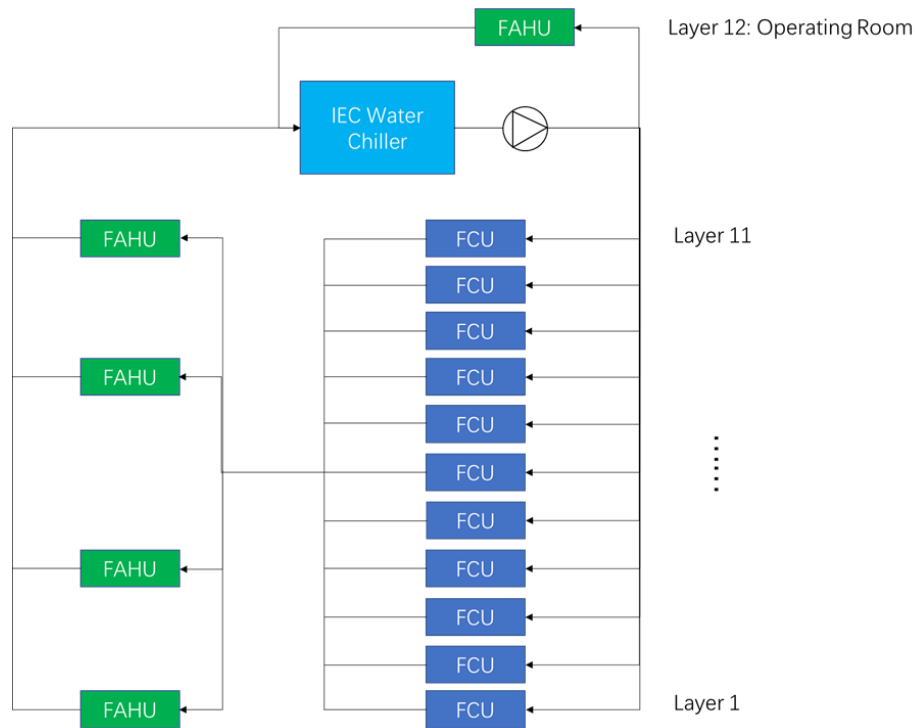 FAHU
Layer 12: Operating Room
IEC Water
Chiller
FAHU
FCU
Layer 11
FCU
FCU
FAHU
FCU
FCU
FCU
FCU
FAHU
FCU
FCU
FCU
FAHU
FCU
Layer 1